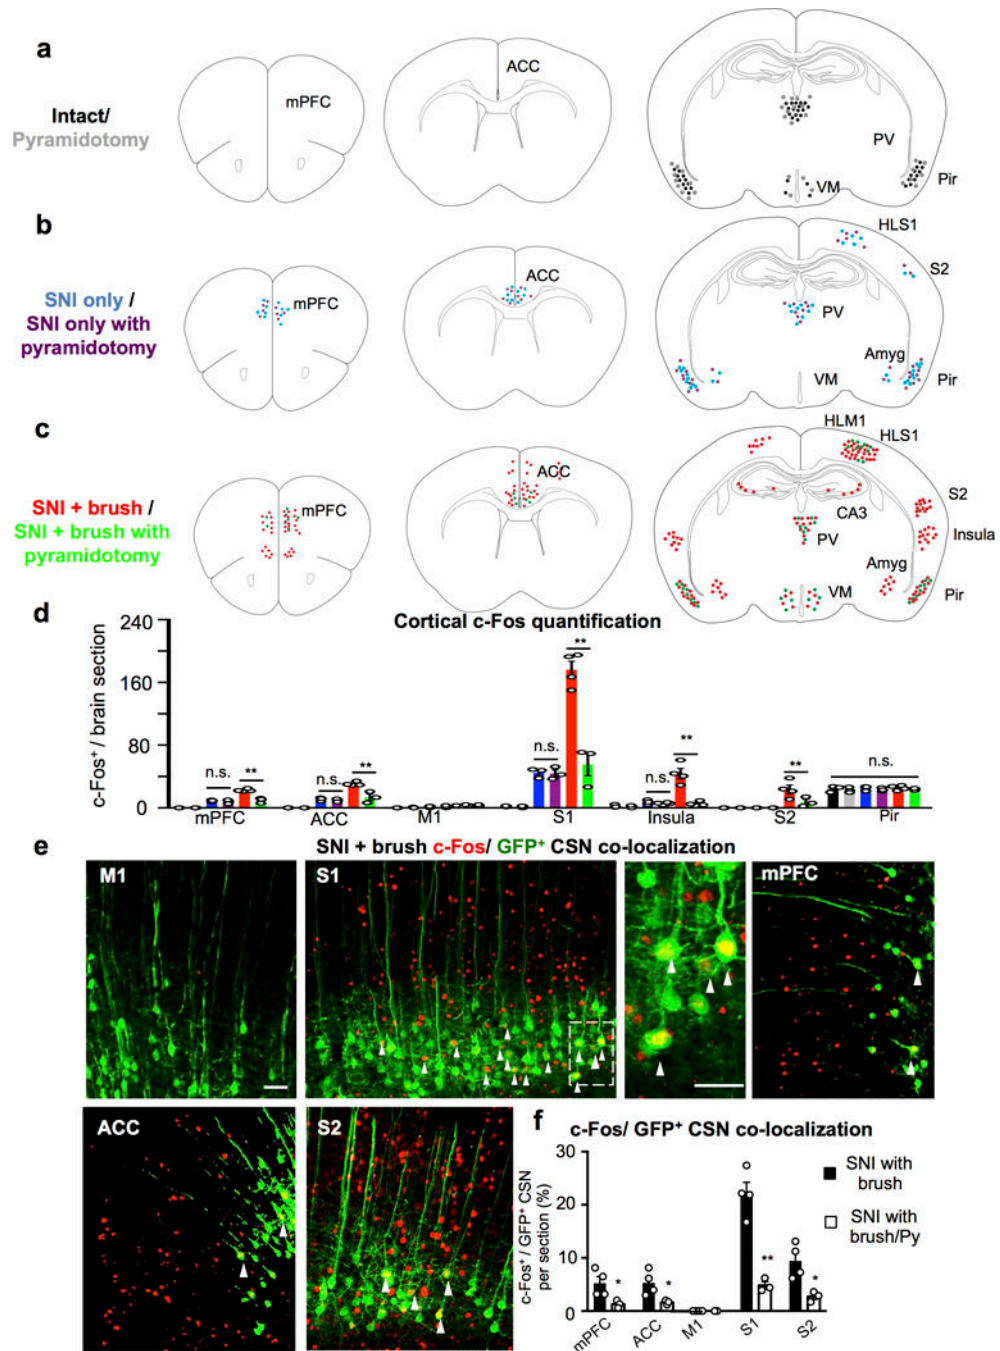 a
Intact/
Pyramidotomy
mPFC
ACC
PV
VM
Pir
b
SNI only /
SNI only with
pyramidotomy
mPFC
ACC
HLS1
S2
PV
Amyg
VM
Pir
c
SNI + brush /
SNI + brush with
pyramidotomy
mPFC
ACC
HLM1
HLS1
S2
CA3
Insula
PV
Amyg
VM
Pir
d
Cortical c-Fos quantification
c-Fos+ / brain section
240
160
80
0
n.s.
**
n.s.
**
n.s.
**
n.s.
**
**
n.s.
mPFC
ACC
M1
S1
Insula
S2
Pir
e
SNI + brush c-Fos/ GFP+ CSN co-localization
M1
S1
mPFC
ACC
S2
f
c-Fos/ GFP+ CSN co-localization
c-Fos+ / GFP+ CSN
per section (%)
30
20
10
0
SNI with
brush
SNI with
brush/Py
*
*
**
*
mPFC
ACC
M1
S1
S2